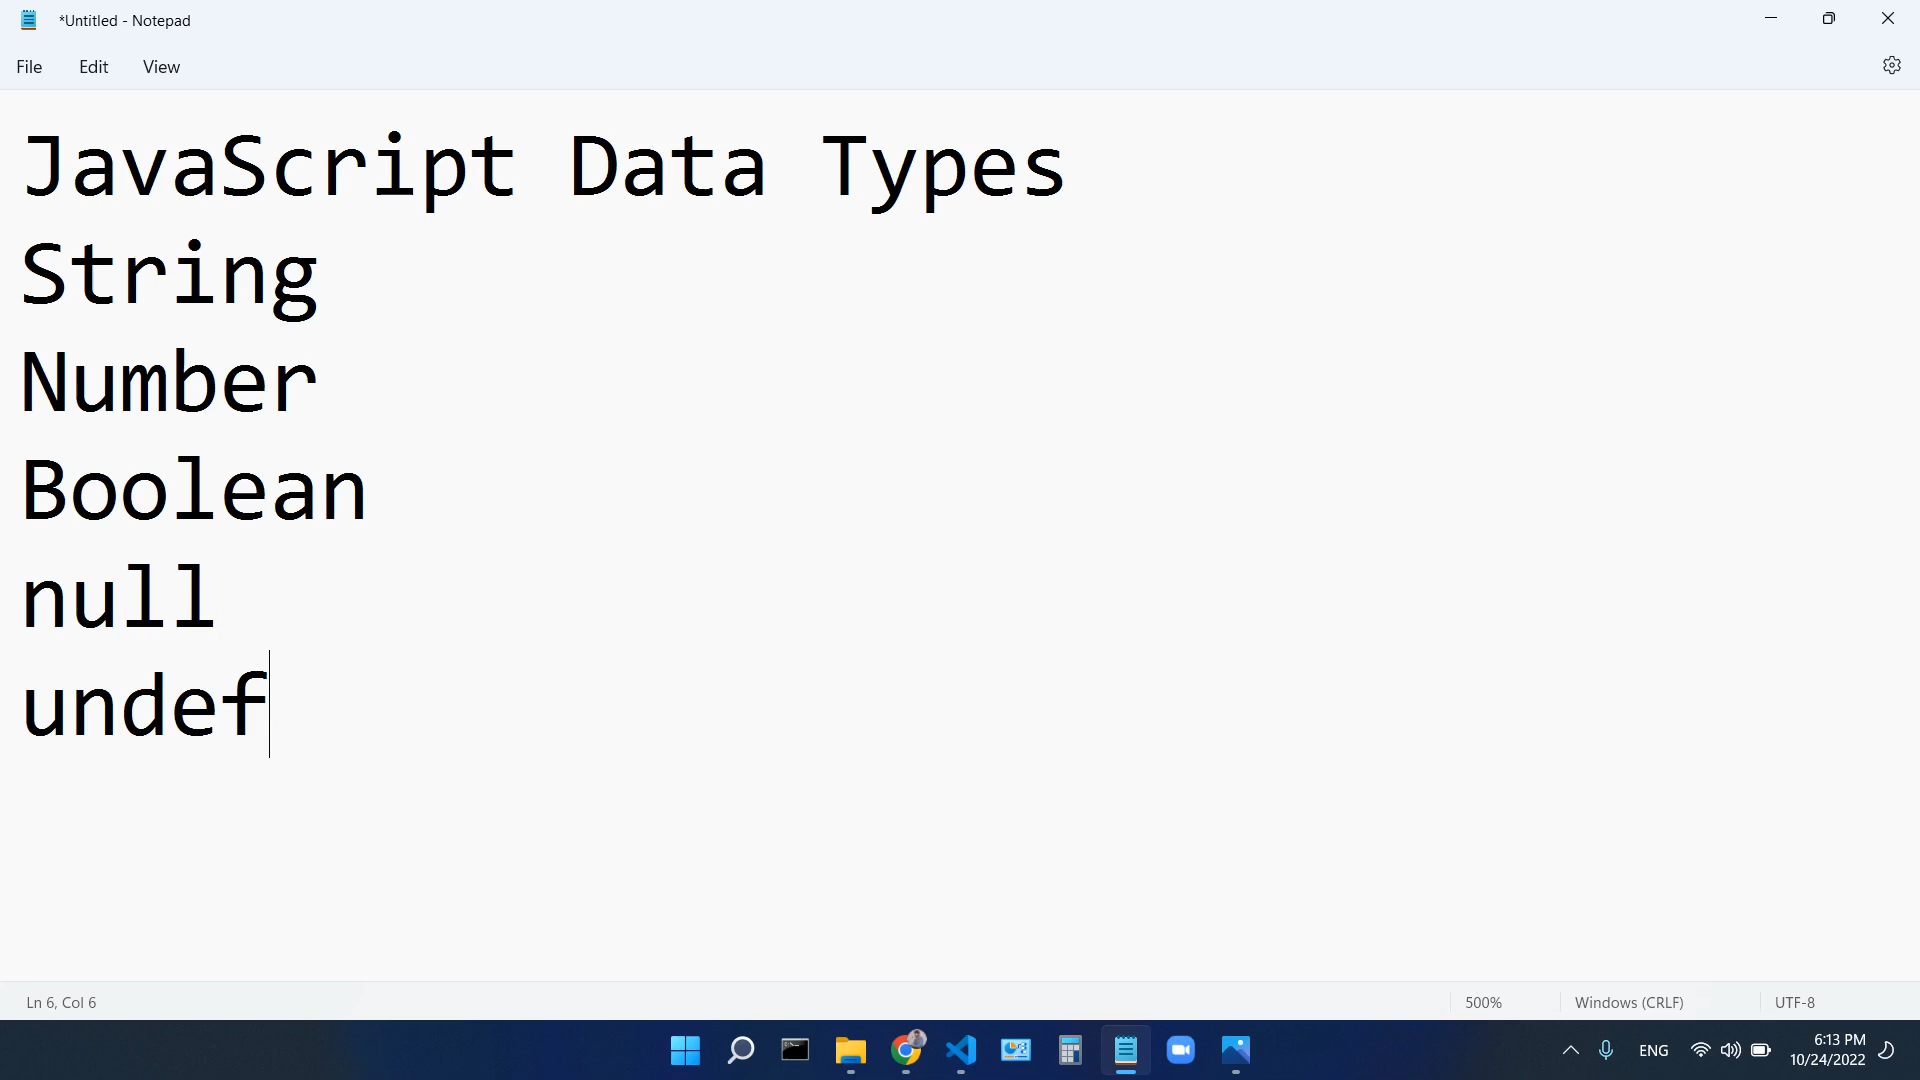 *Untitled - Notepad
File Edit View
JavaScript Data Types
String
Number
Boolean
null
undef
Ln 6, Col 6 500% Windows (CRLF) UTF-8
ENG 6:13 PM
10/24/2022